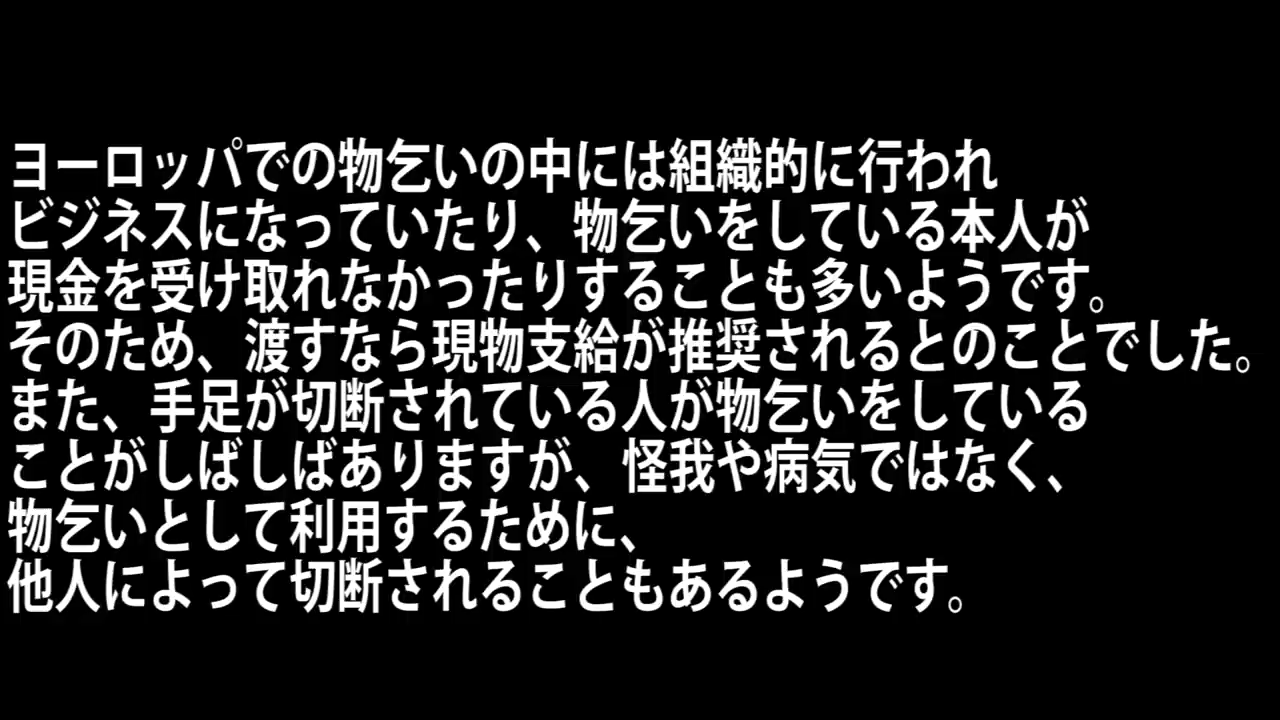 ヨーロッパでの物乞いの中には組織的に行われ
ビジネスになっていたり、物乞いをしている本人が
現金を受け取れなかったりすることも多いようです。
そのため、渡すなら現物支給が推奨されるとのことでした。
また、手足が切断されている人が物乞いをしている
ことがしばしばありますが、怪我や病気ではなく、
物乞いとして利用するために、
他人によって切断されることもあるようです。